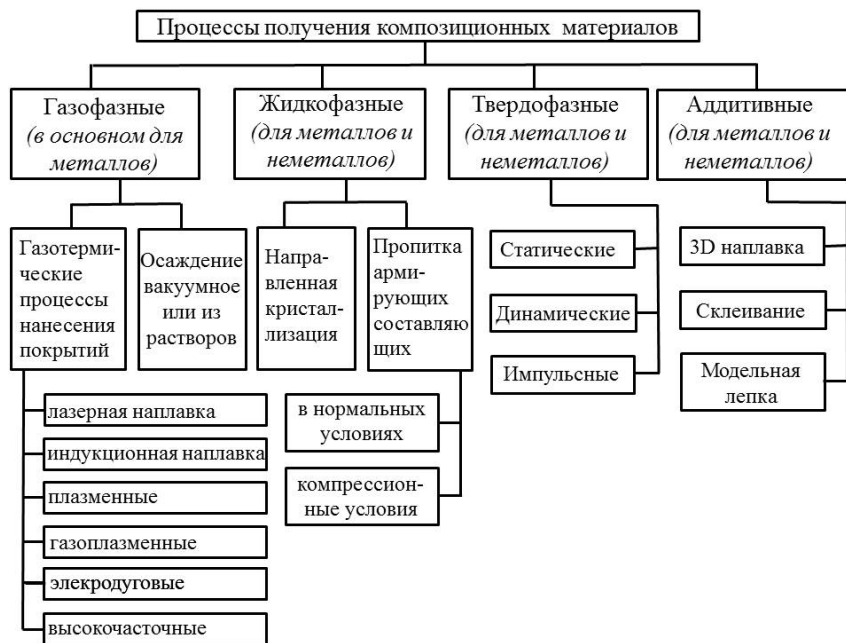 Процессы получения композиционных материалов
Газофазные
(в основном для
металлов)
Жидкофазные
(для металлов и
неметаллов)
Твердофазные
(для металлов и
неметаллов)
Аддитивные
(для металлов и
неметаллов)
Газотерми-
ческие
процессы
нанесения
покрытий
Осаждение
вакуумное
или из
растворов
Напра-
вленная
кристал-
лизация
Пропитка
арми-
рующих
составляю
щих
Статические
Динамические
Импульсные
3D наплавка
Склеивание
Модельная
лепка
лазерная наплавка
индукционная наплавка
плазменные
газоплазменные
элекродуговые
высокочасточные
в нормальных
условиях
компрессион-
ные условия